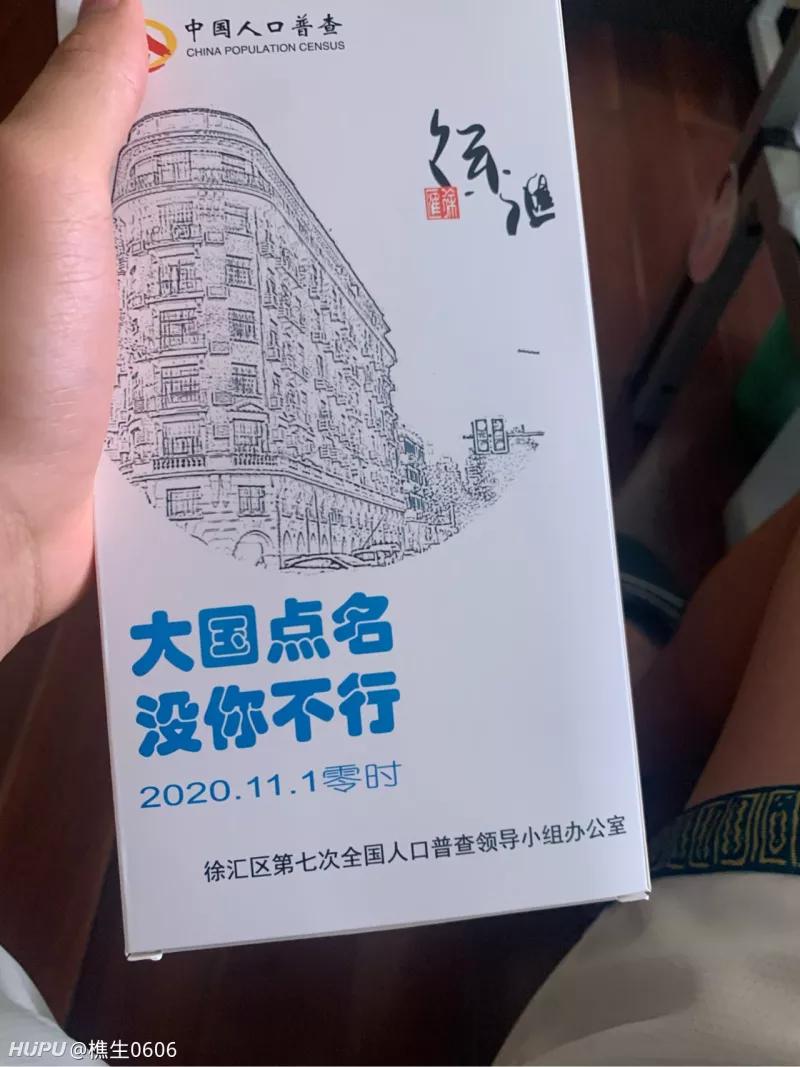 中国人口普查
CHINA POPULATION CENSUS
徐汇
徐汇
大国点名
没你不行
2020.11.1零时
徐汇区第七次全国人口普查领导小组办公室
HUPU @樵生0606